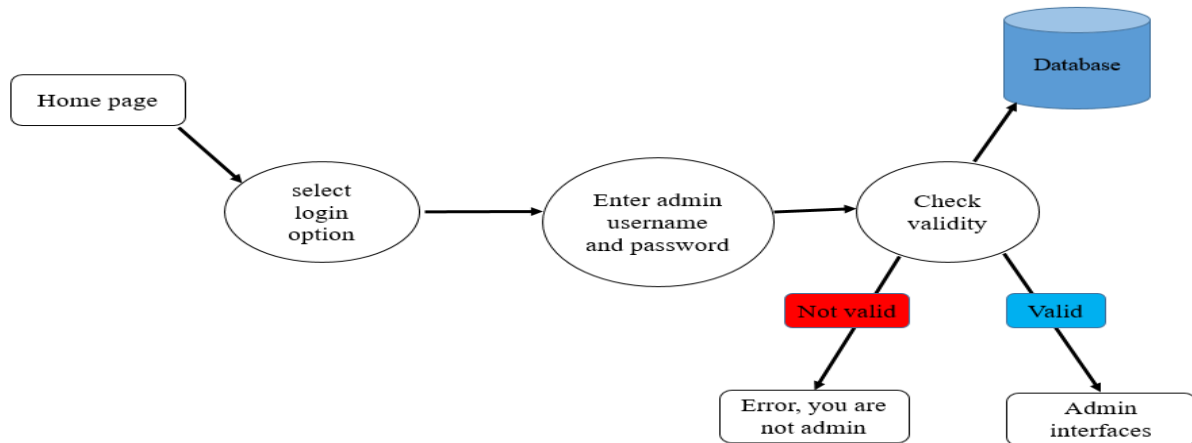 Database
Home page
select
login
option
Enter admin
username
and password
Check
validity
Not valid
Valid
Error, you are
not admin
Admin
interfaces